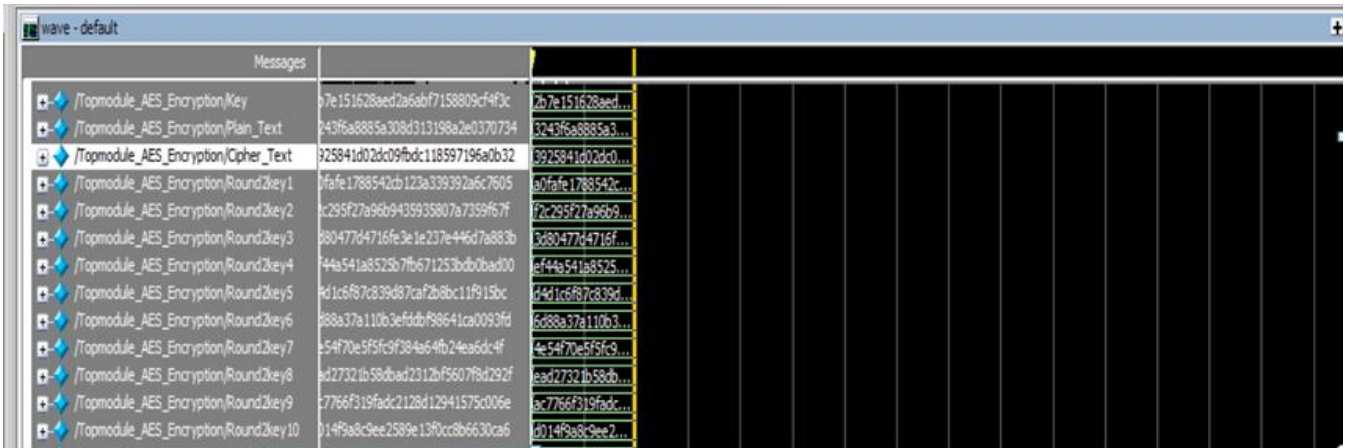 wave - default
Messages
/Topmodule_AES_Encryption/Key b7e151628aed2a6abf7158809cf4f3c 2b7e151628aed...
/Topmodule_AES_Encryption/Plain_Text 243f6a8885a308d313198a2e0370734 3243f6a8885a3...
/Topmodule_AES_Encryption/Cipher_Text 925841d02dc09fbdc118597196a0b32 3925841d02dc0...
/Topmodule_AES_Encryption/Round2key1 0fafe1788542cb123a339392a6c7605 a0fafe1788542c...
/Topmodule_AES_Encryption/Round2key2 2c295f27a96b9435935807a7359f67f f2c295f27a96b9...
/Topmodule_AES_Encryption/Round2key3 d80477d4716fe3e1e237e446d7a883b 3d80477d4716f...
/Topmodule_AES_Encryption/Round2key4 f44a541a8525b7fb671253bdb0bad00 ef44a541a8525...
/Topmodule_AES_Encryption/Round2key5 4d1c6f87c839d87caf2b8bc11f915bc d4d1c6f87c839d...
/Topmodule_AES_Encryption/Round2key6 d88a37a110b3efddbf98641ca0093fd 6d88a37a110b3...
/Topmodule_AES_Encryption/Round2key7 e54f70e5f5fc9f384a64fb24ea6dc4f 4e54f70e5f5fc9...
/Topmodule_AES_Encryption/Round2key8 ad27321b58dbad2312bf5607f8d292f ead27321b58db...
/Topmodule_AES_Encryption/Round2key9 c7766f319fadc2128d12941575c006e ac7766f319fadc...
/Topmodule_AES_Encryption/Round2key10 014f9a8c9ee2589e13f0cc8b6630ca6 d014f9a8c9ee2...